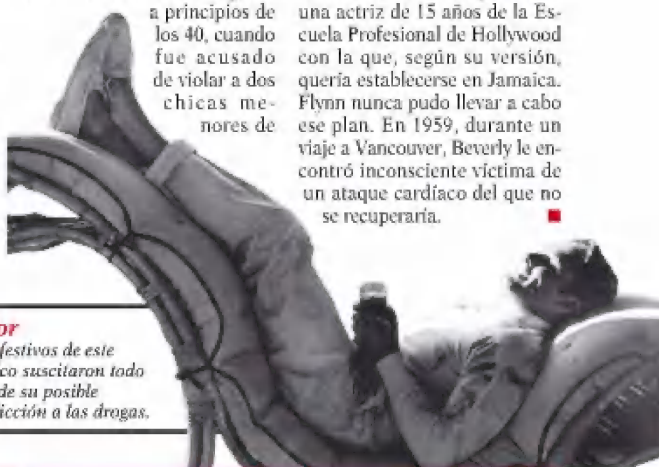 a principios de
los 40, cuando
fue acusado
de violar a dos
chicas me-
nores de
una actriz de 15 años de la Es-
cuela Profesional de Hollywood
con la que, según su versión,
quería establecerse en Jamaica.
Flynn nunca pudo llevar a cabo
ese plan. En 1959, durante un
viaje a Vancouver, Beverly le en-
contró inconsciente víctima de
un ataque cardíaco del que no
se recuperaría.
or
festivos de este
co suscitaron todo
de su posible
icción a las drogas.